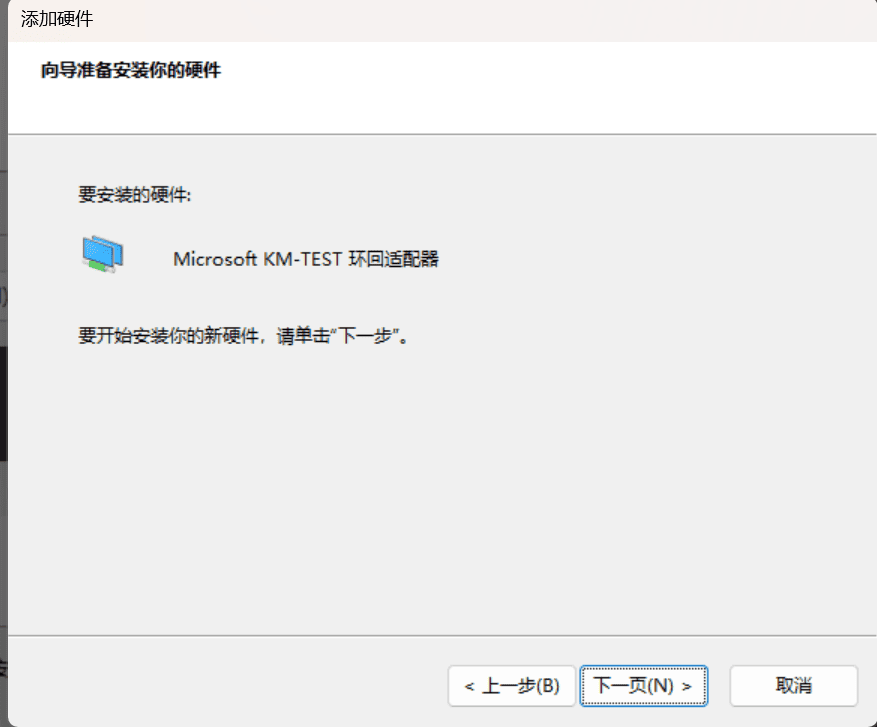 添加硬件
向导准备安装你的硬件
要安装的硬件:
Microsoft KM-TEST 环回适配器
要开始安装你的新硬件，请单击“下一步”。
< 上一步(B)
下一页(N) >
取消